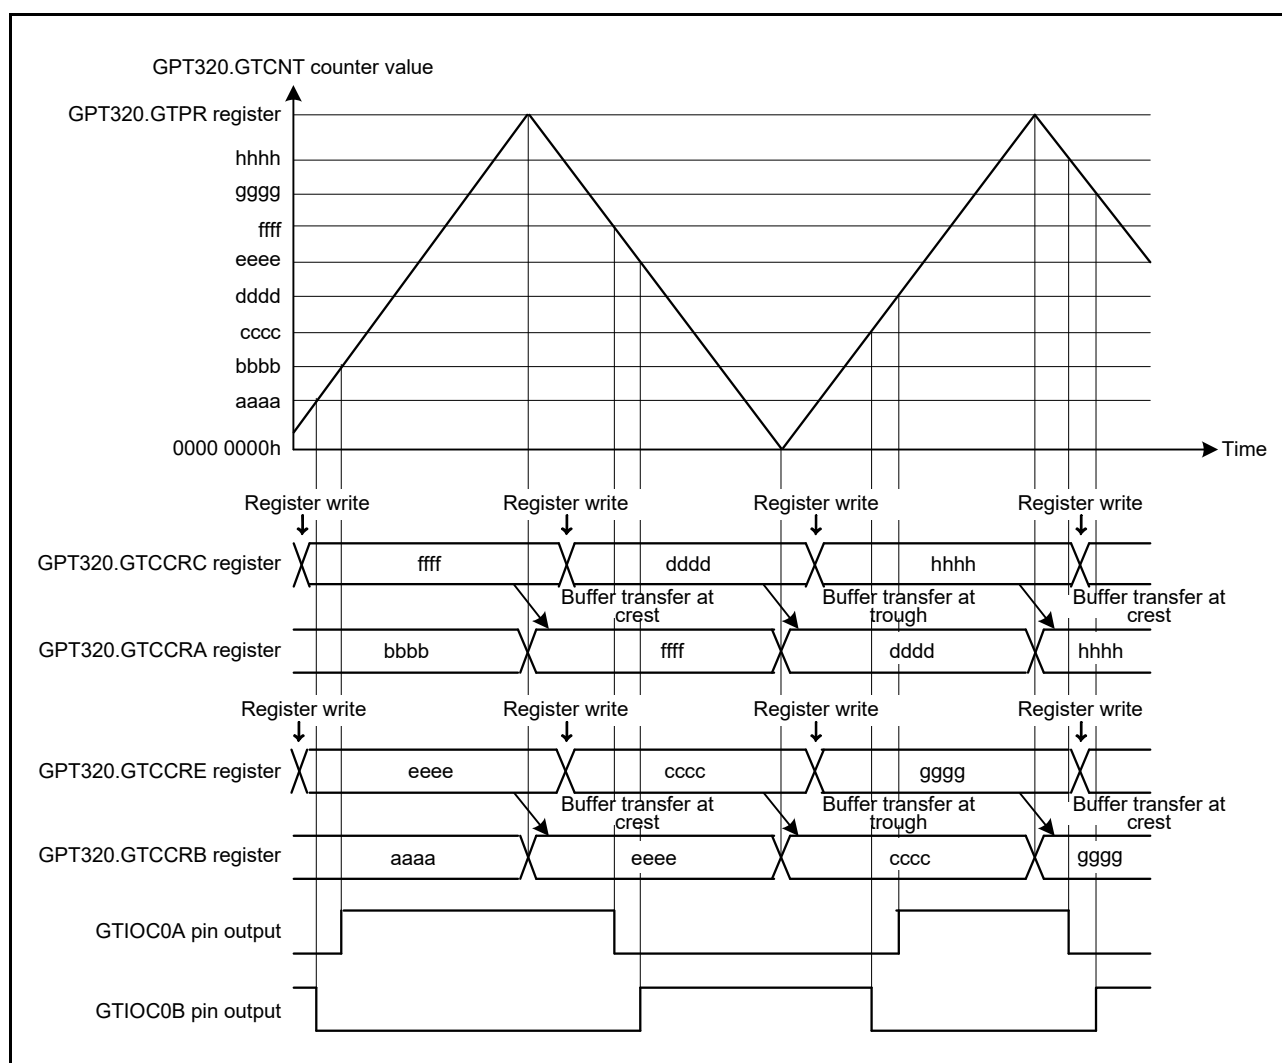 GPT320.GTCNT counter value
GPT320.GTPR register
hhhh
gggg
ffff
eeee
dddd
cccc
bbbb
aaaa
0000 0000h
Time
Register write Register write Register write Register write
GPT320.GTCCRC register ffff dddd hhhh
Buffer transfer at Buffer transfer at Buffer transfer at
crest trough crest
GPT320.GTCCRA register bbbb ffff dddd hhhh
Register write Register write Register write Register write
GPT320.GTCCRE register eeee cccc gggg
Buffer transfer at Buffer transfer at Buffer transfer at
crest trough crest
GPT320.GTCCRB register aaaa eeee cccc gggg
GTIOC0A pin output
GTIOC0B pin output